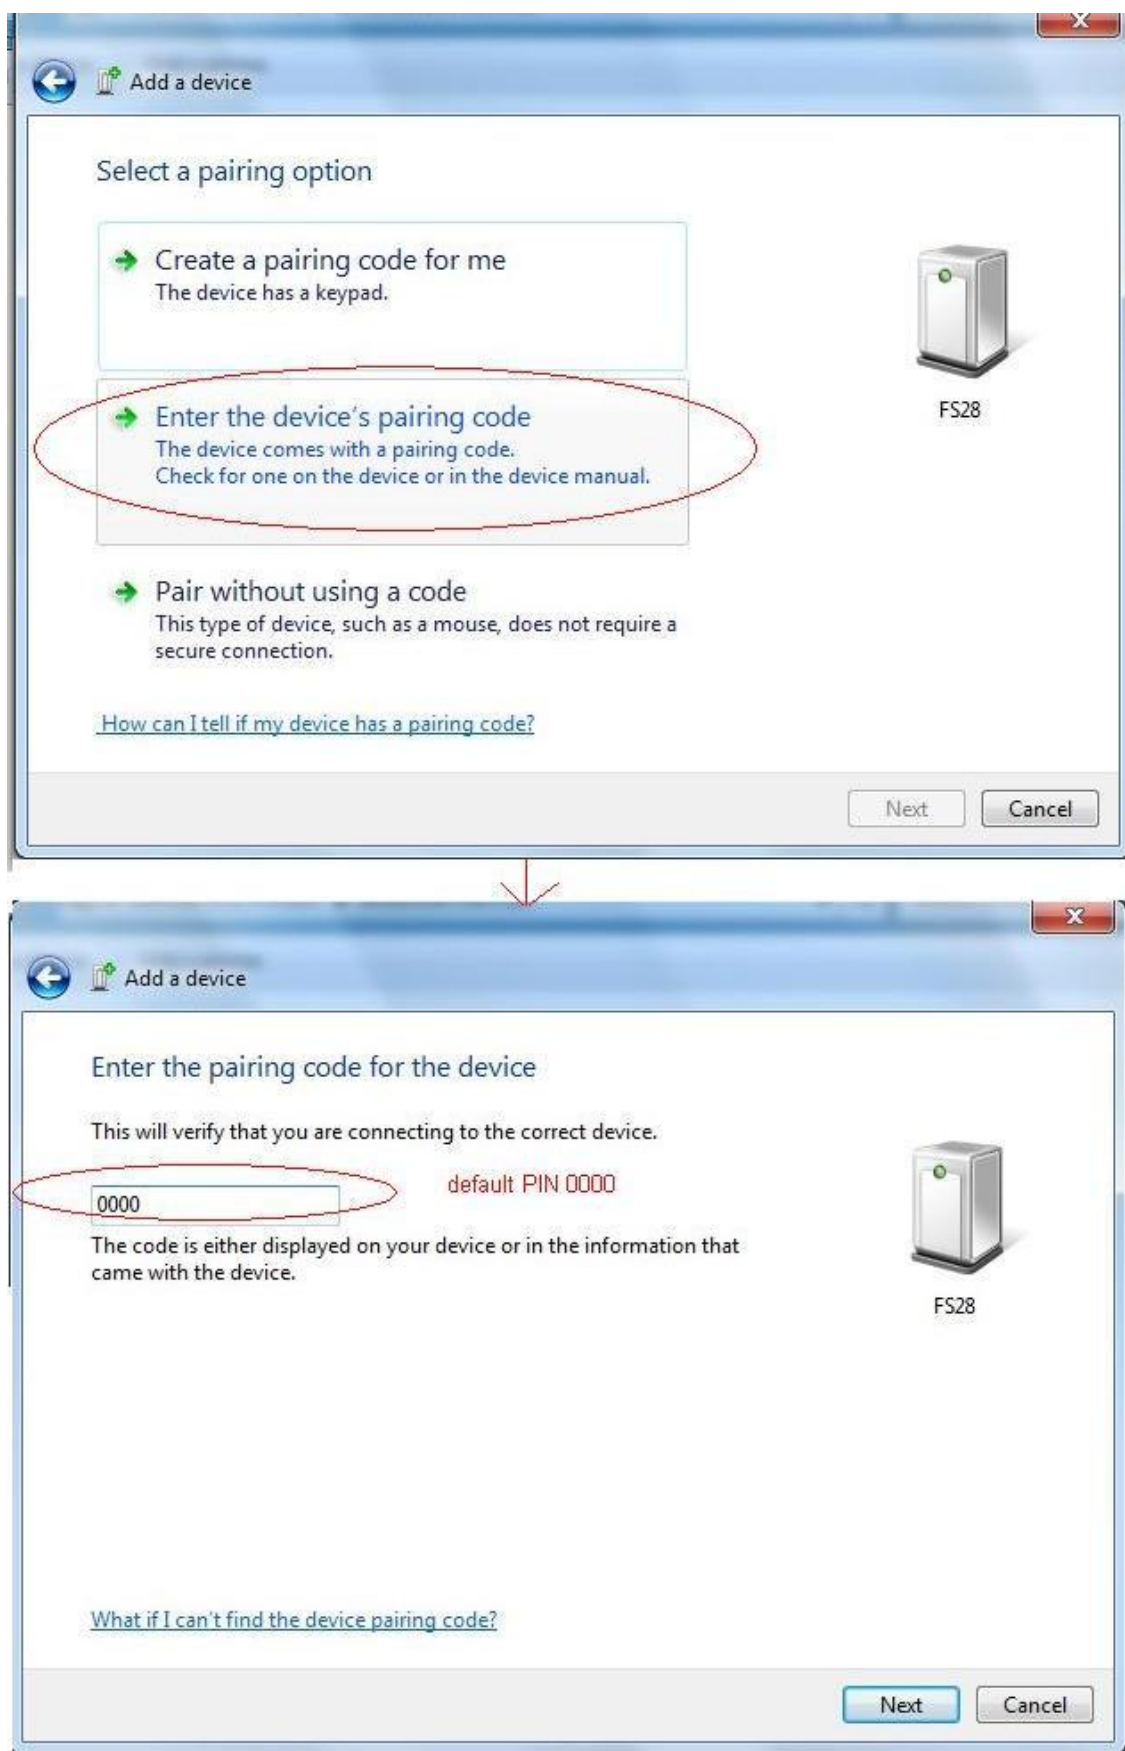 Add a device
Select a pairing option
Create a pairing code for me
The device has a keypad.
FS28
Enter the device's pairing code
The device comes with a pairing code.
Check for one on the device or in the device manual.
Pair without using a code
This type of device, such as a mouse, does not require a
secure connection.
How can I tell if my device has a pairing code?
Next
Cancel
Add a device
Enter the pairing code for the device
This will verify that you are connecting to the correct device.
default PIN 0000
0000
The code is either displayed on your device or in the information that
came with the device.
FS28
What if I can't find the device pairing code?
Next
Cancel